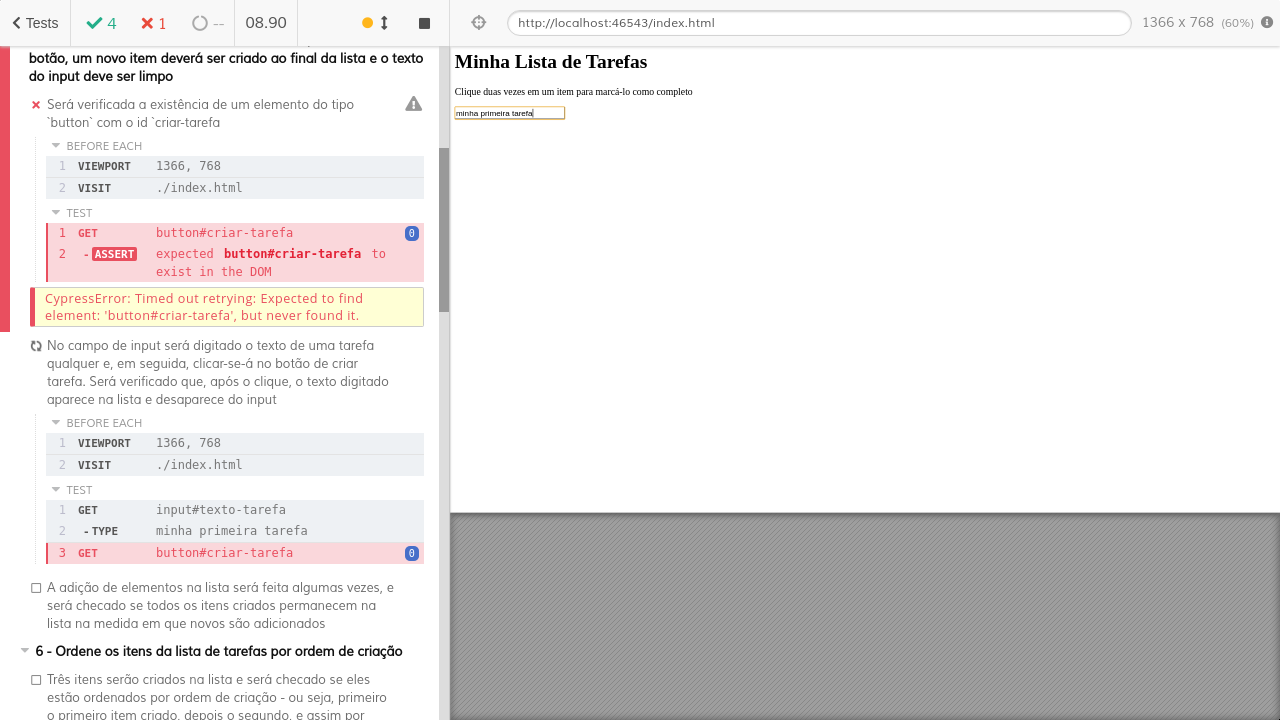 Tests
4
1
--
08.90
botão, um novo item deverá ser criado ao final da lista e o texto
do input deve ser limpo
Será verificada a existência de um elemento do tipo
`button` com o id `criar-tarefa
BEFORE EACH
1 VIEWPORT 1366, 768
2 VISIT ./index.html
TEST
1 GET button#criar-tarefa 0
2 - ASSERT expected button#criar-tarefa to
exist in the DOM
CypressError: Timed out retrying: Expected to find
element: 'button#criar-tarefa', but never found it.
No campo de input será digitado o texto de uma tarefa
qualquer e, em seguida, clicar-se-á no botão de criar
tarefa. Será verificado que, após o clique, o texto digitado
aparece na lista e desaparece do input
BEFORE EACH
1 VIEWPORT 1366, 768
2 VISIT ./index.html
TEST
1 GET input#texto-tarefa
2 - TYPE minha primeira tarefa
3 GET button#criar-tarefa 0
A adição de elementos na lista será feita algumas vezes, e
será checado se todos os itens criados permanecem na
lista na medida em que novos são adicionados
6 - Ordene os itens da lista de tarefas por ordem de criação
Três itens serão criados na lista e será checado se eles
estão ordenados por ordem de criação - ou seja, primeiro
o primeiro item criado, depois o segundo, e assim por
http://localhost:46543/index.html
1366 x 768 (60%)
Minha Lista de Tarefas
Clique duas vezes em um item para marcá-lo como completo
minha primeira tarefa